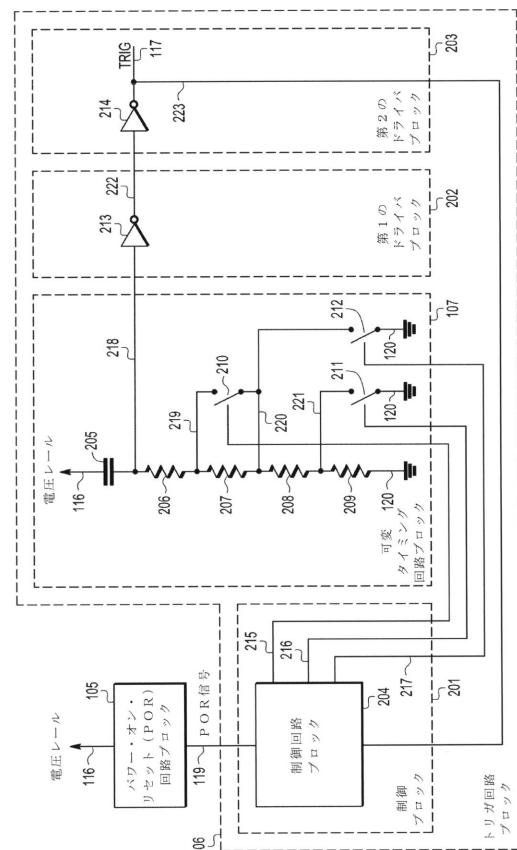 電圧レール
116
パワー・オン・
リセット(POR)
回路ブロック
105
06
119
POR信号
制御回路
ブロック
204
制御
ブロック
201
215
216
217
トリガ回路
ブロック
電圧レール
116
205
206
207
208
209
120
218
219
210
220
221
211
212
120
120
可変
タイミング
回路ブロック
107
213
222
第1の
ドライバ
ブロック
202
214
TRIG
117
223
第2の
ドライバ
ブロック
203